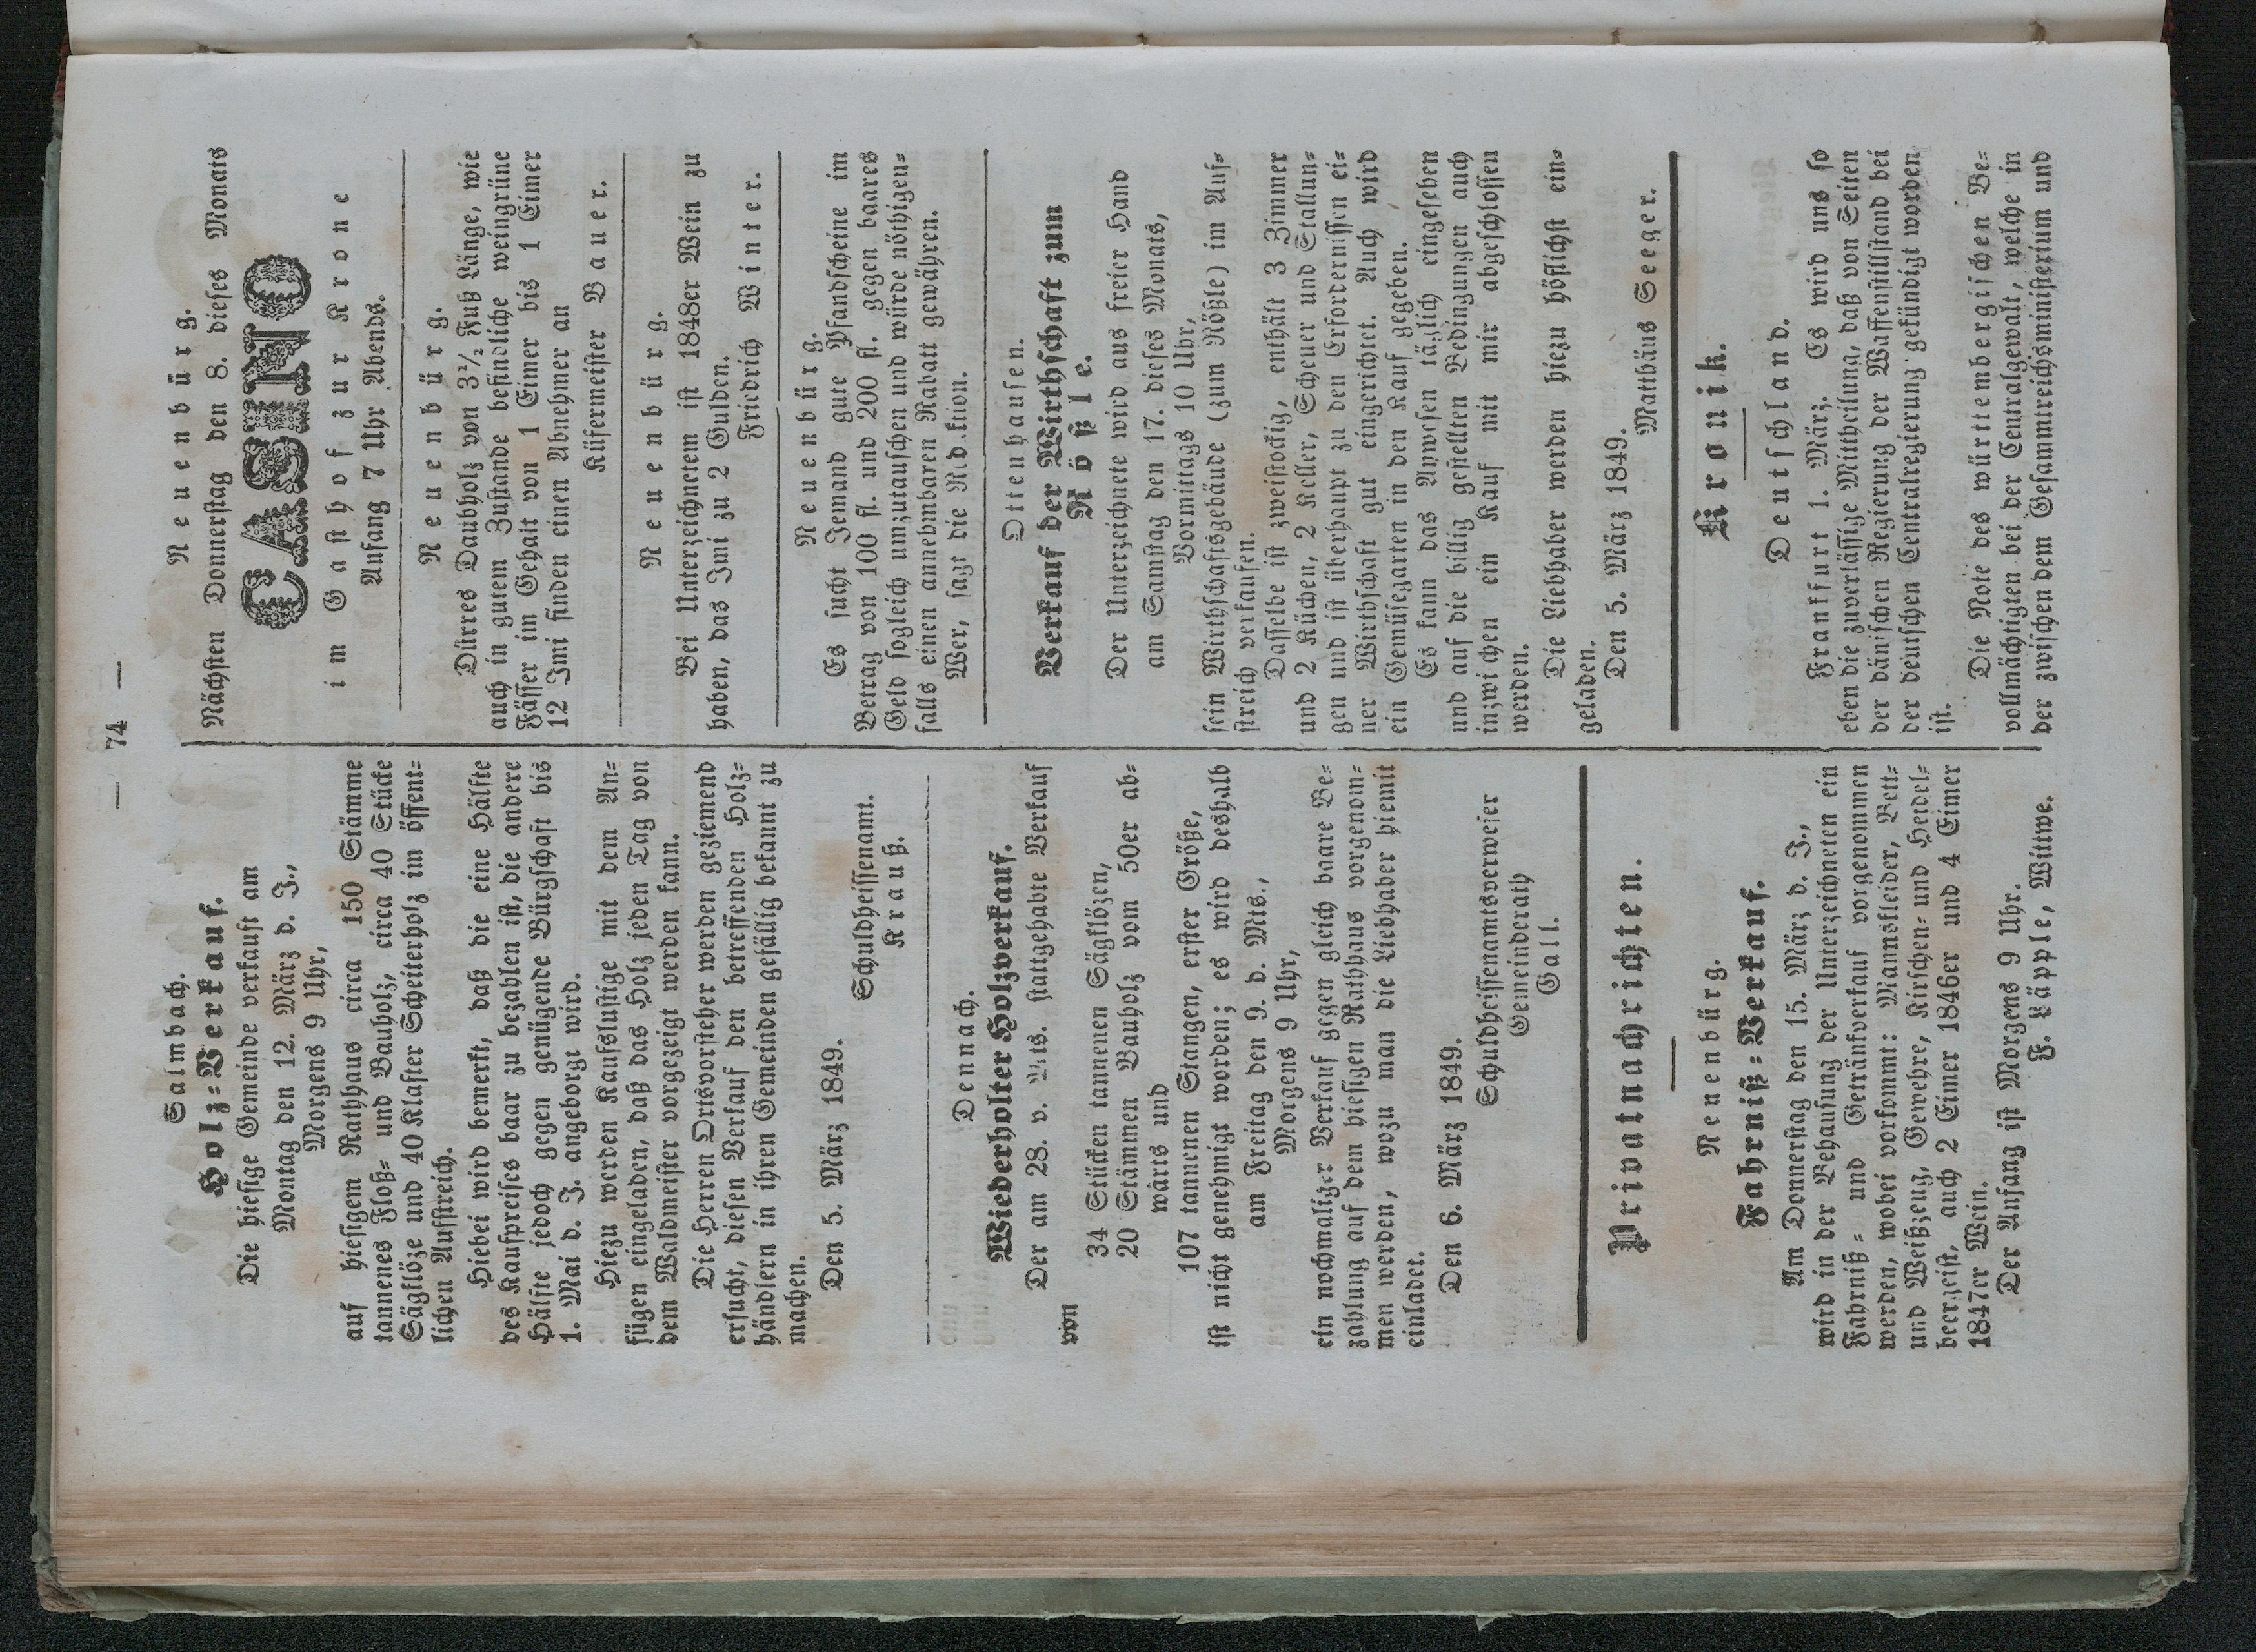 — 74 —
Salmbach.
Holz-Verkauf.
Die hiesige Gemeinde verkauft am
Montag den 12. März d. J.,
Morgens 9 Uhr,
auf hiesigem Rathhaus circa 150 Stämme
tannenes Floß- und Bauholz, circa 40 Stücke
Sägklöze und 40 Klafter Scheiterholz im öffent-
lichen Aufstreich.
Hiebei wird bemerkt, daß die eine Hälfte
des Kaufpreises baar zu bezahlen ist, die andere
Hälfte jedoch gegen genügende Bürgschaft bis
1. Mai d. J. angeborgt wird.
Hiezu werden Kaufslustige mit dem An-
fügen eingeladen, daß das Holz jeden Tag von
dem Waldmeister vorgezeigt werden kann.
Die Herren Ortsvorsteher werden geziemend
ersucht, diesen Verkauf den betreffenden Holz-
händlern in ihren Gemeinden gefällig bekannt zu
machen.
Den 5. März 1849.
Schuldheissenamt.
Krauß.
Dennach.
Wiederholter Holzverkauf.
Der am 28. v. Mts. stattgehabte Verkauf
von
34 Stücken tannenen Sägklözen,
20 Stämmen Bauholz vom 50er ab-
wärts und
107 tannenen Stangen, erster Größe,
ist nicht genehmigt worden; es wird deshalb
am Freitag den 9. d. Mts.,
Morgens 9 Uhr,
ein nochmaliger Verkauf gegen gleich baare Be-
zahlung auf dem hiesigen Rathhaus vorgenom-
men werden, wozu man die Liebhaber hiemit
einladet.
Den 6. März 1849.
Schuldheissenamtsverweser
Gemeinderath
Gall.
Privatnachrichten.
Neuenbürg.
Fahrniß-Verkauf.
Am Donnerstag den 15. März d. J.,
wird in der Behausung der Unterzeichneten ein
Fahrniß- und Getränkverkauf vorgenommen
werden, wobei vorkommt: Mannskleider, Bett-
und Weißzeug, Gewehre, Kirschen- und Heidel-
beergeist, auch 2 Eimer 1846er und 4 Eimer
1847er Wein.
Der Anfang ist Morgens 9 Uhr.
F. Läpple, Wittwe.
Neuenbürg.
Nächsten Donnerstag den 8. dieses Monats
CASINO
im Gasthof zur Krone
Anfang 7 Uhr Abends.
Neuenbürg.
Dürres Daubholz von 3½ Fuß Länge, wie
auch in gutem Zustande befindliche weingrüne
Fässer im Gehalt von 1 Eimer bis 1 Eimer
12 Imi finden einen Abnehmer an
Küfermeister Bauer.
Neuenbürg.
Bei Unterzeichnetem ist 1848er Wein zu
haben, das Imi zu 2 Gulden.
Friedrich Winter.
Neuenbürg.
Es sucht Jemand gute Pfandscheine im
Betrag von 100 fl. und 200 fl. gegen baares
Geld sogleich umzutauschen und würde nöthigen-
falls einen annehmbaren Rabatt gewähren.
Wer, sagt die Redaktion.
Ottenhausen.
Verkauf der Wirthschaft zum
Rößle.
Der Unterzeichnete wird aus freier Hand
am Samstag den 17. dieses Monats,
Vormittags 10 Uhr,
sein Wirthschaftsgebäude (zum Rößle) im Auf-
streich verkaufen.
Dasselbe ist zweistockig, enthält 3 Zimmer
und 2 Küchen, 2 Keller, Scheuer und Stallun-
gen und ist überhaupt zu den Erfordernissen ei-
ner Wirthschaft gut eingerichtet. Auch wird
ein Gemüsegarten in den Kauf gegeben.
Es kann das Anwesen täglich eingesehen
und auf die billig gestellten Bedingungen auch
inzwischen ein Kauf mit mir abgeschlossen
werden.
Die Liebhaber werden hiezu höflichst ein-
geladen.
Den 5. März 1849.
Matthäus Seeger.
Kronik.
Deutschland.
Frankfurt 1. März. Es wird uns so
eben die zuverlässige Mittheilung, daß von Seiten
der dänischen Regierung der Waffenstillstand bei
der deutschen Centralregierung gekündigt worden
ist.
Die Note des württembergischen Be-
vollmächtigten bei der Centralgewalt, welche im
der zwischen dem Gesammtreichsministerium und